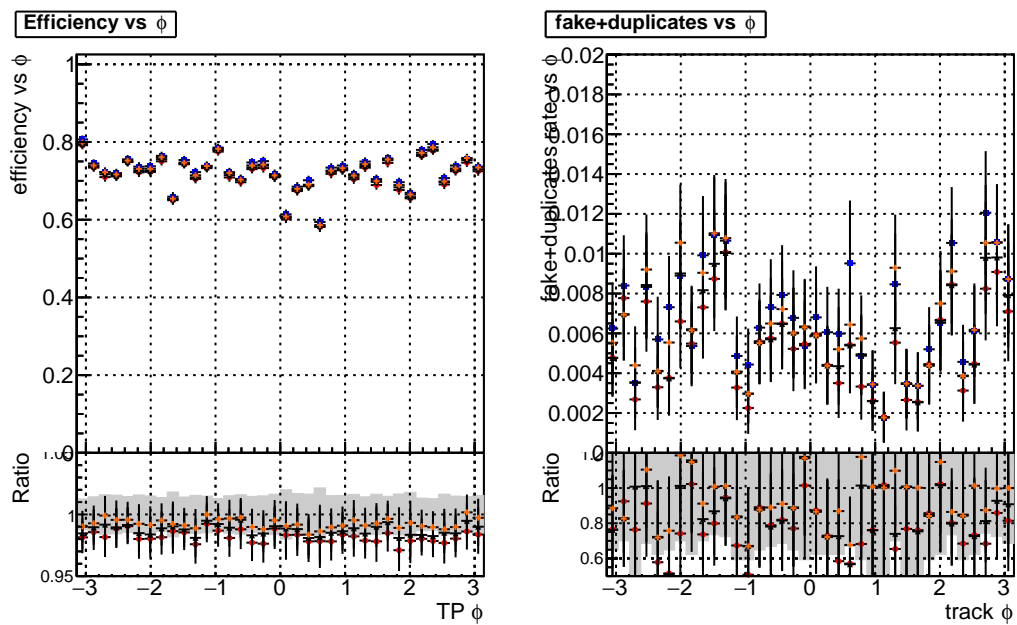 Efficiency vs ϕ
efficiency vs ϕ
1
0.8
0.6
0.4
0.2
0
Ratio
1.05
1
0.95
−3 −2 −1 0 1 2 3
TP ϕ
fake+duplicates vs ϕ
fake+duplicates rate vs ϕ
0.02
0.018
0.016
0.014
0.012
0.01
0.008
0.006
0.004
0.002
Ratio
1
0.8
0.6
−3 −2 −1 0 1 2 3
track ϕ